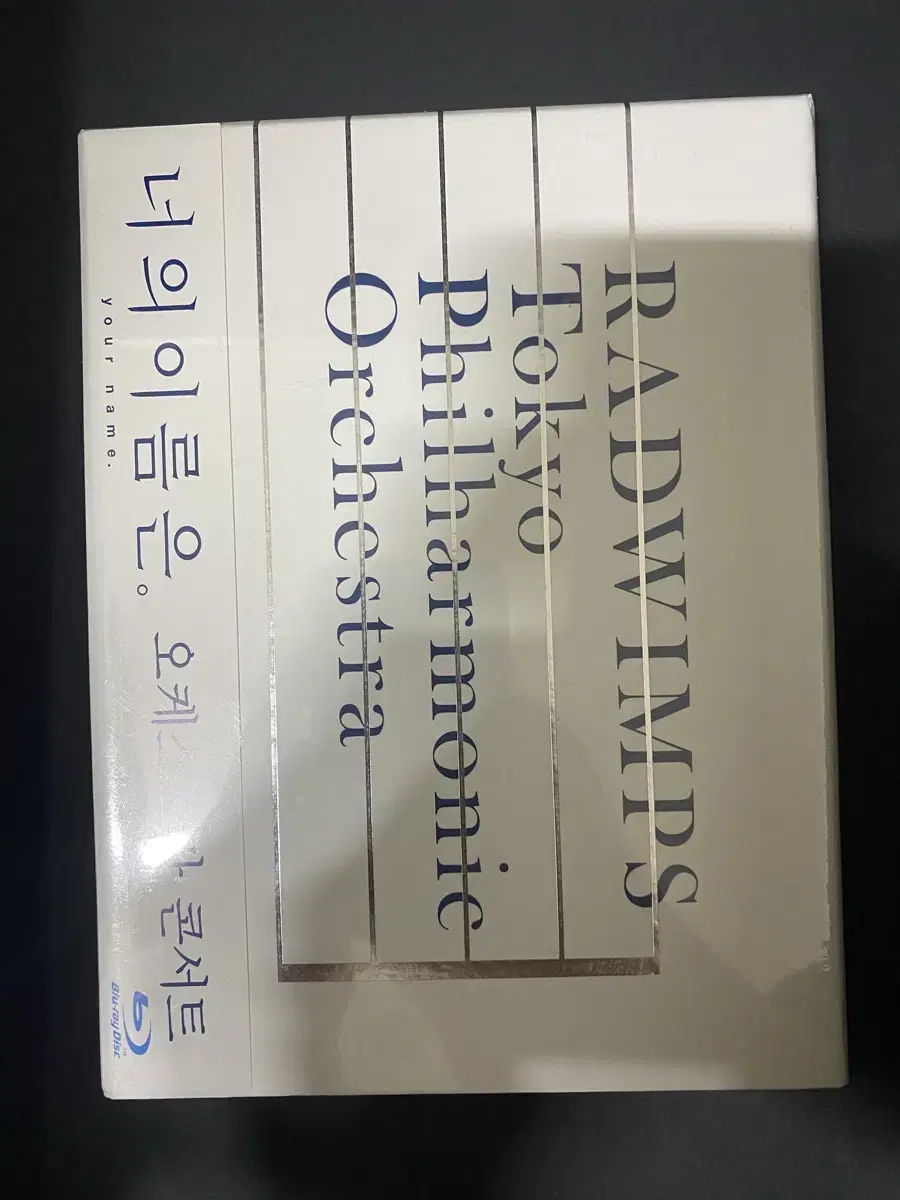 RADWIMPS
Tokyo
Philharmonic
Orchestra
너의 이름은。 콘서트
your name.
Blu-ray Disc